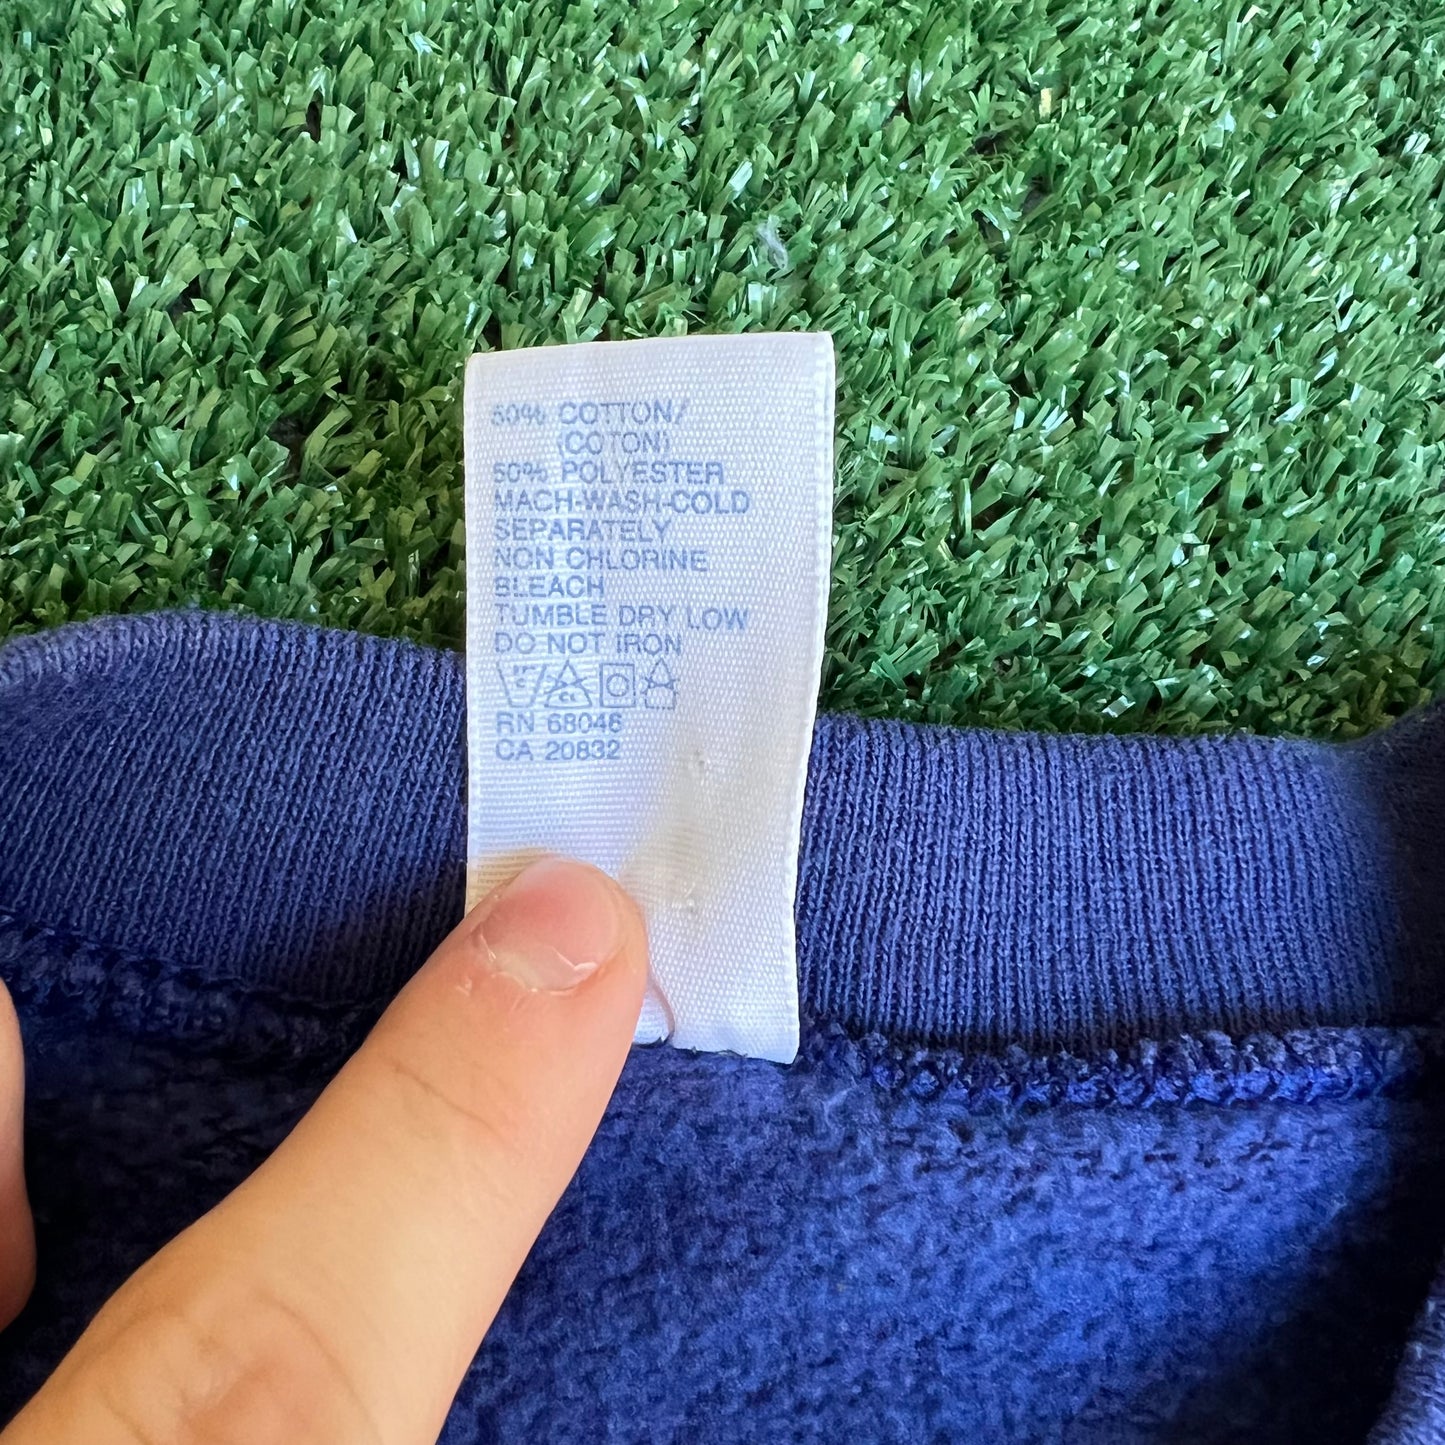 50% COTTON/
(COTON)
50% POLYESTER
MACH-WASH-COLD
SEPARATELY
NON CHLORINE
BLEACH
TUMBLE DRY LOW
DO NOT IRON
RN 68046
CA 20832